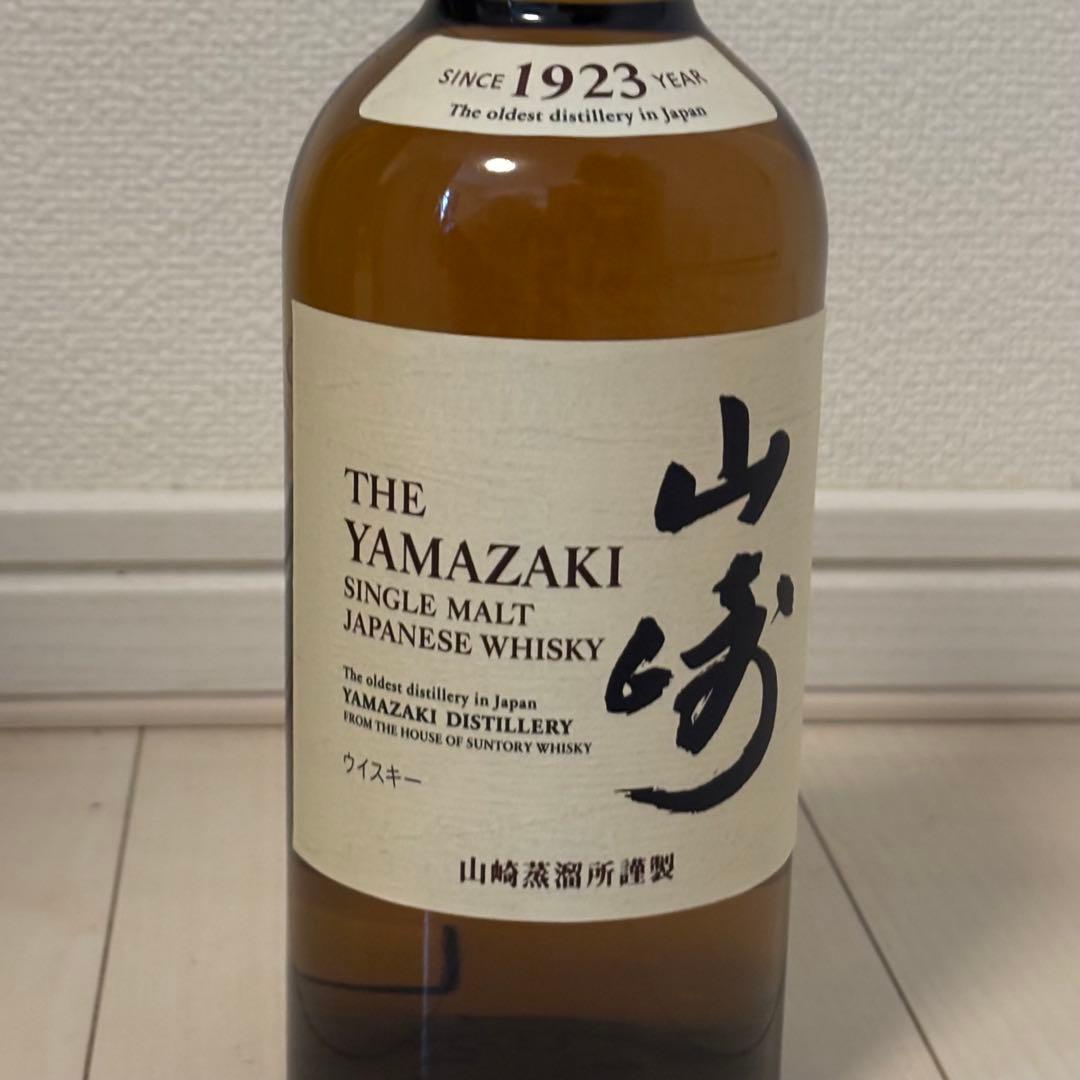 SINCE 1923 YEAR
The oldest distillery in Japan
山崎
THE
YAMAZAKI
SINGLE MALT
JAPANESE WHISKY
The oldest distillery in Japan
YAMAZAKI DISTILLERY
FROM THE HOUSE OF SUNTORY WHISKY
ウイスキー
山崎蒸溜所謹製